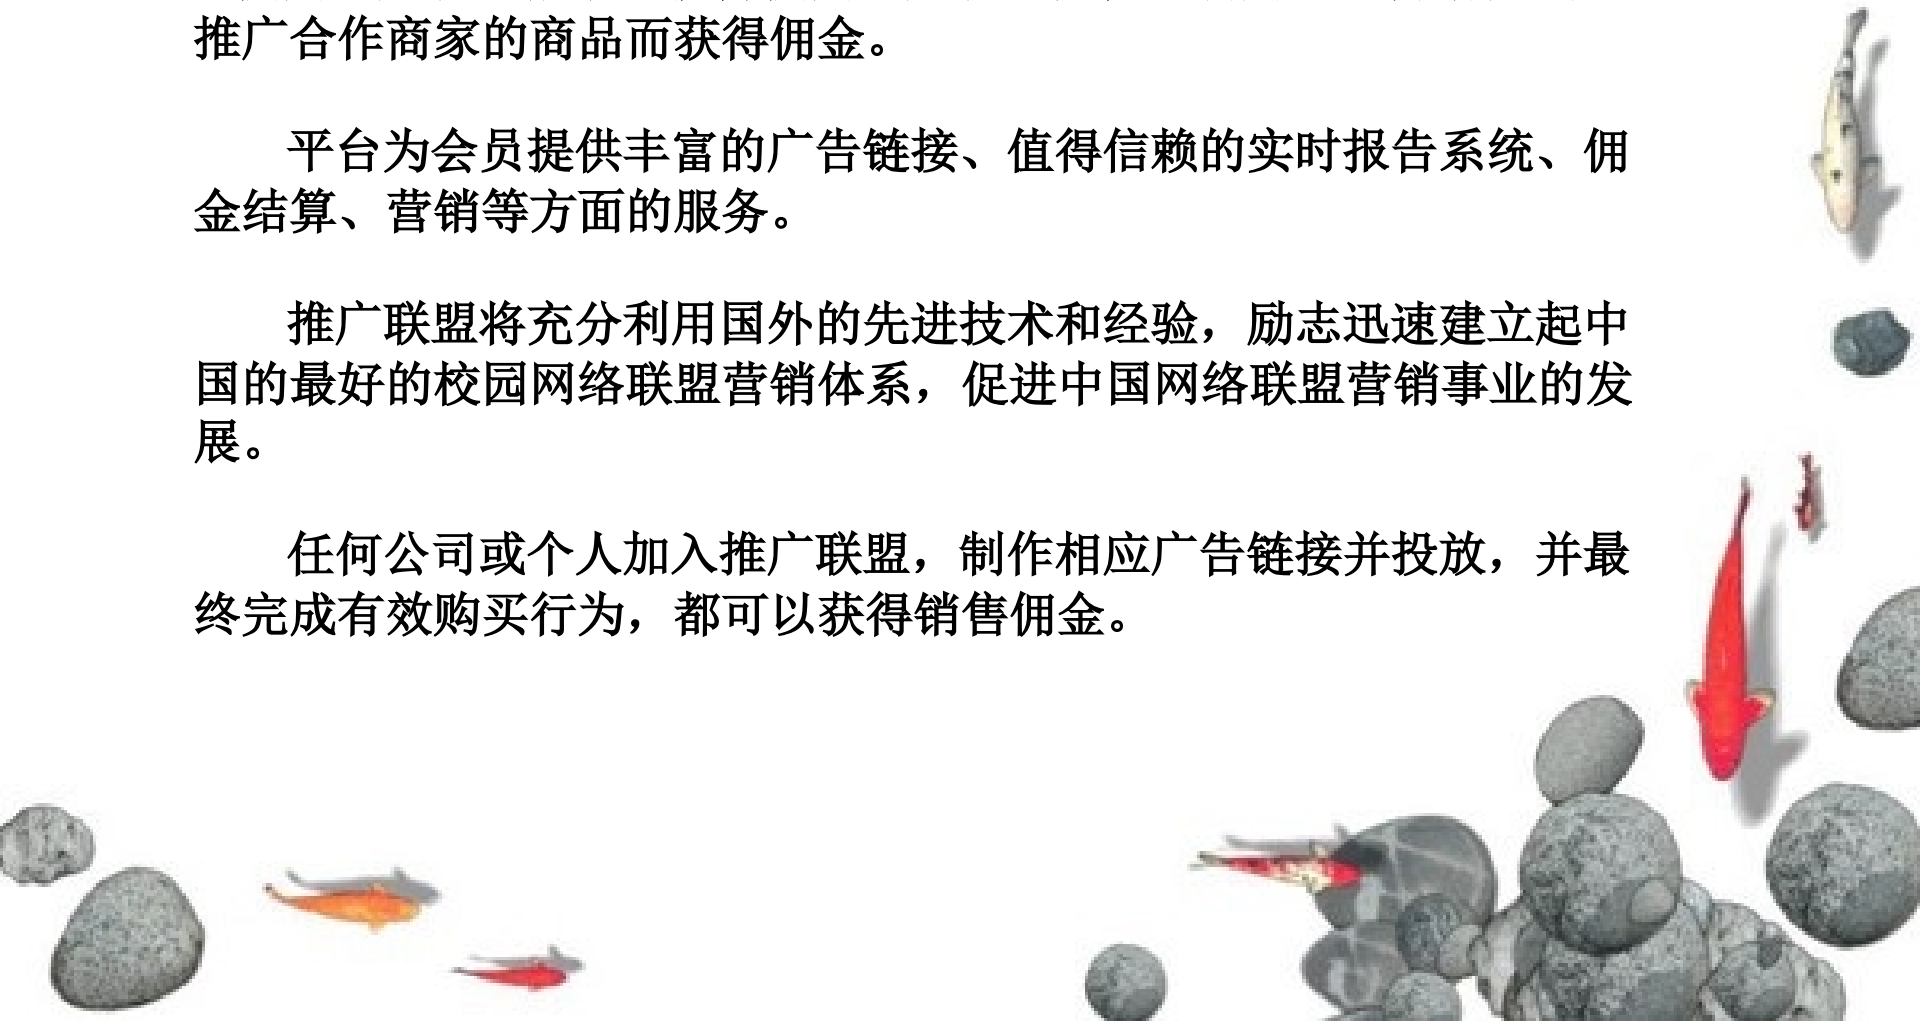 推广合作商家的商品而获得佣金。
平台为会员提供丰富的广告链接、值得信赖的实时报告系统、佣
金结算、营销等方面的服务。
推广联盟将充分利用国外的先进技术和经验，励志迅速建立起中
国的最好的校园网络联盟营销体系，促进中国网络联盟营销事业的发
展。
任何公司或个人加入推广联盟，制作相应广告链接并投放，并最
终完成有效购买行为，都可以获得销售佣金。